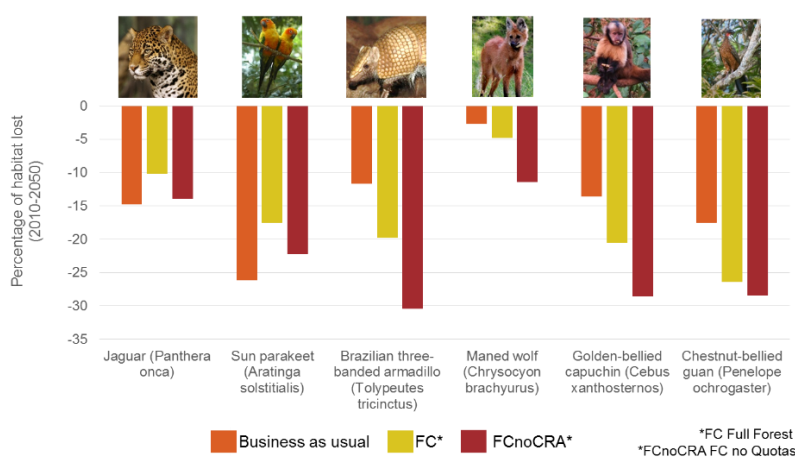 Percentage of habitat lost
(2010-2050)
0
-5
-10
-15
-20
-25
-30
-35
Jaguar (Panthera
onca)
Sun parakeet
(Aratinga
solstitialis)
Brazilian three-
banded armadillo
(Tolypeutes
tricinctus)
Maned wolf
(Chrysocyon
brachyurus)
Golden-bellied
capuchin (Cebus
xanthosternos)
Chestnut-bellied
guan (Penelope
ochrogaster)
Business as usual
FC*
FCnoCRA*
*FC Full Forest
*FCnoCRA FC no Quotas